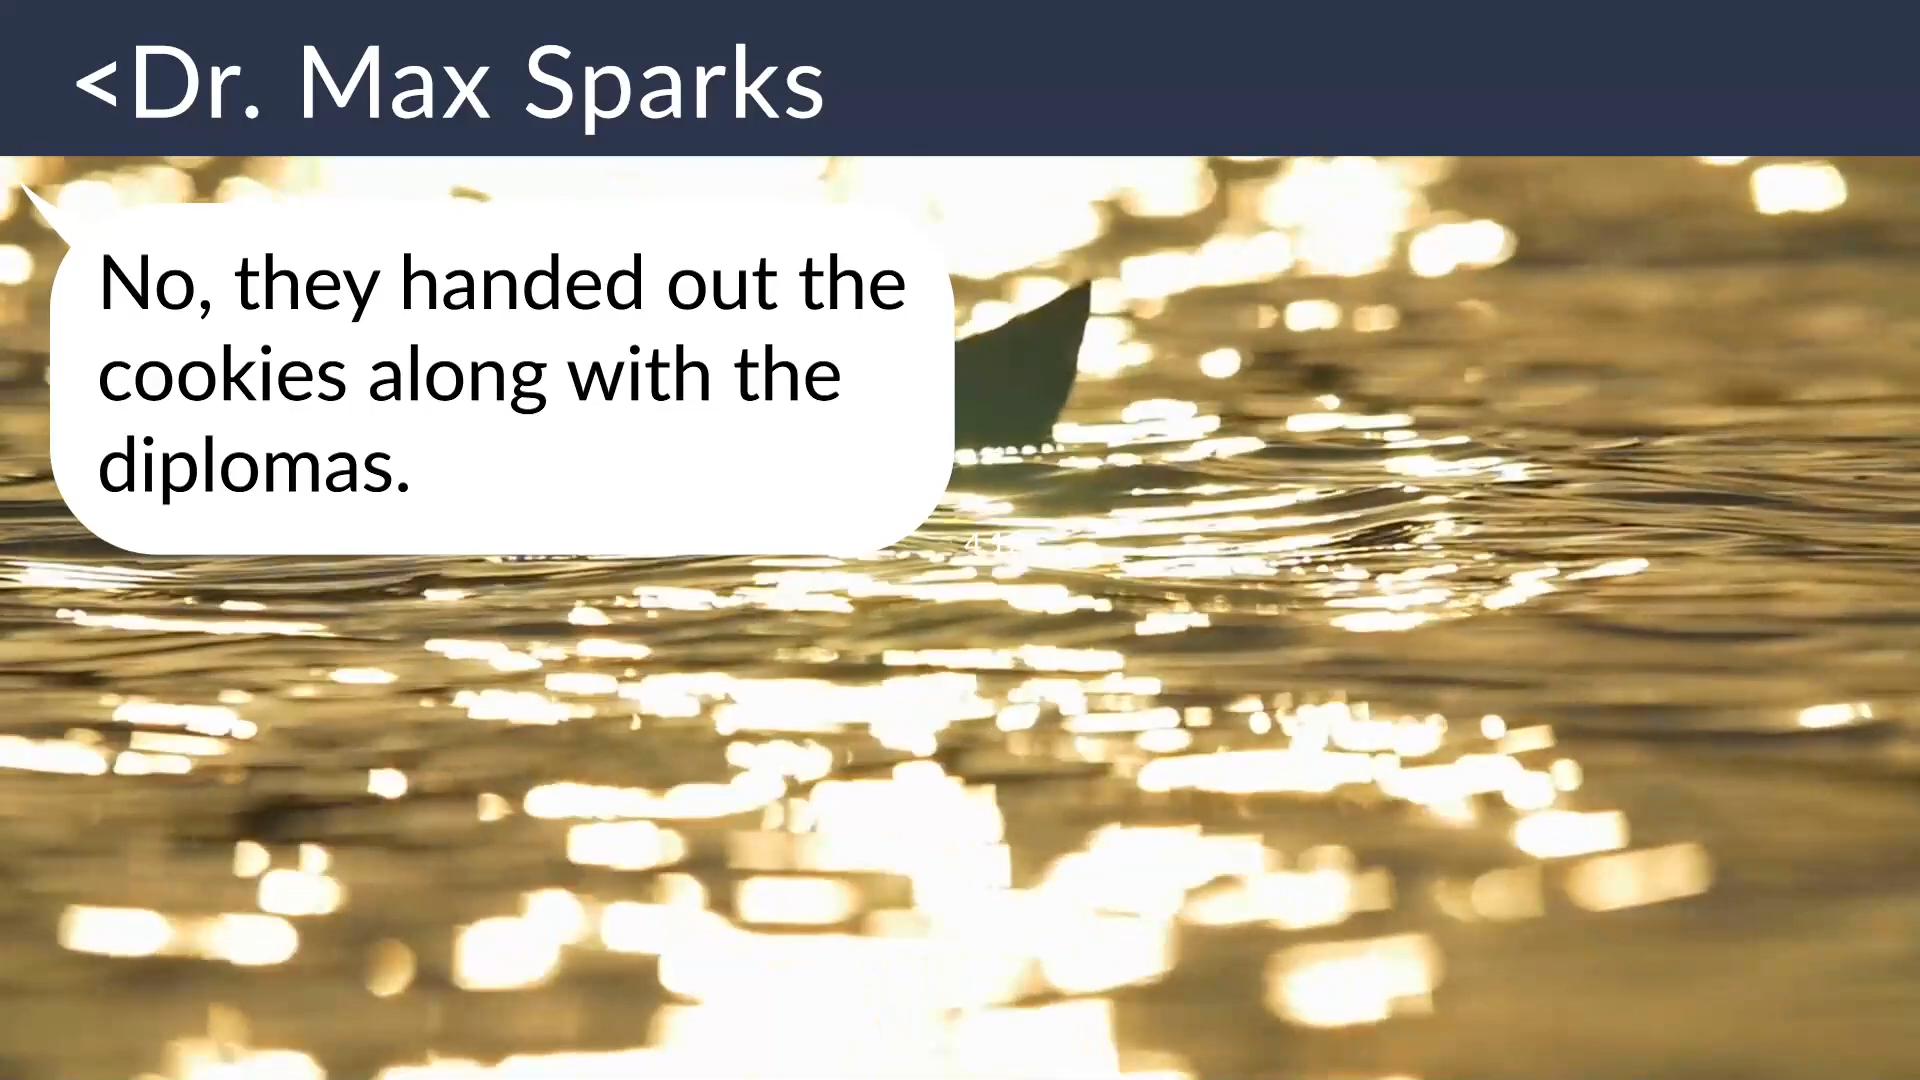 <Dr. Max Sparks
No, they handed out the
cookies along with the
diplomas.